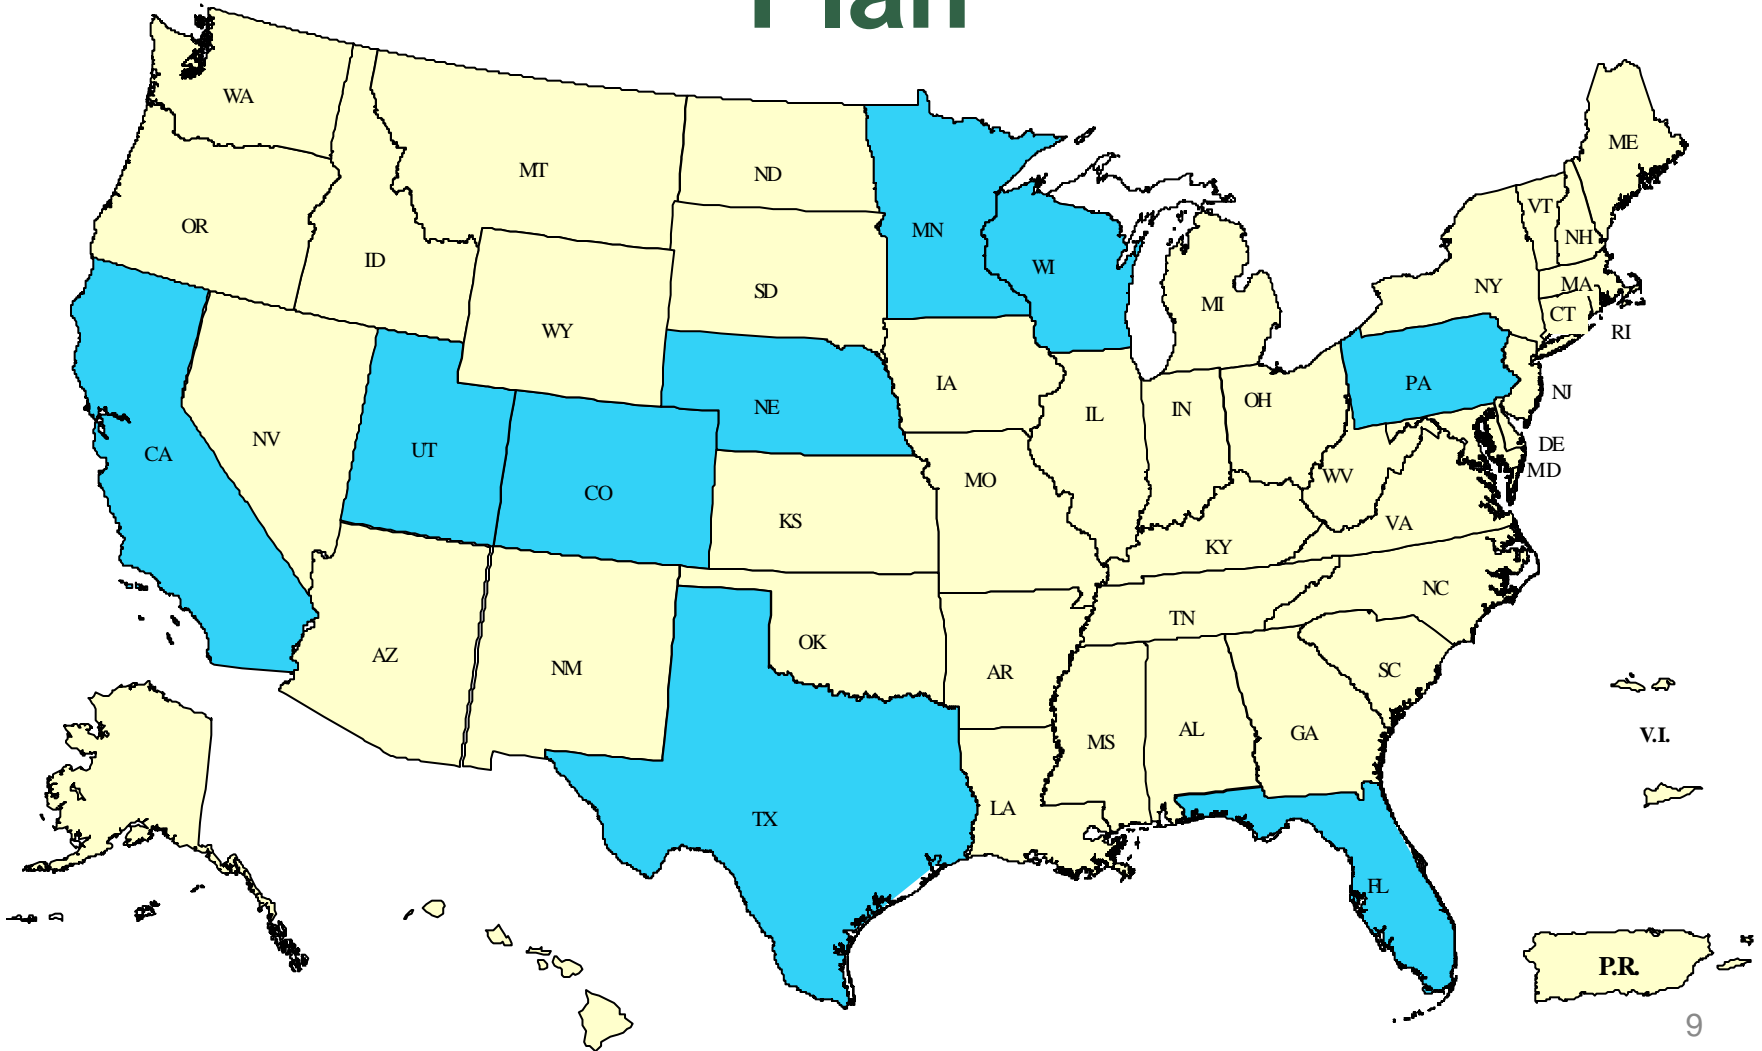 Plan
WA
MT
ND
ME
OR
ID
MN
VT
NH
WI
SD
WY
MI
NY
MA
CT
RI
NE
IA
PA
NJ
IL
IN
OH
NV
UT
CA
CO
MO
DE
MD
WV
KS
VA
KY
NC
TN
OK
AZ
NM
AR
SC
MS
AL
GA
V.I.
LA
TX
FL
P.R.
9